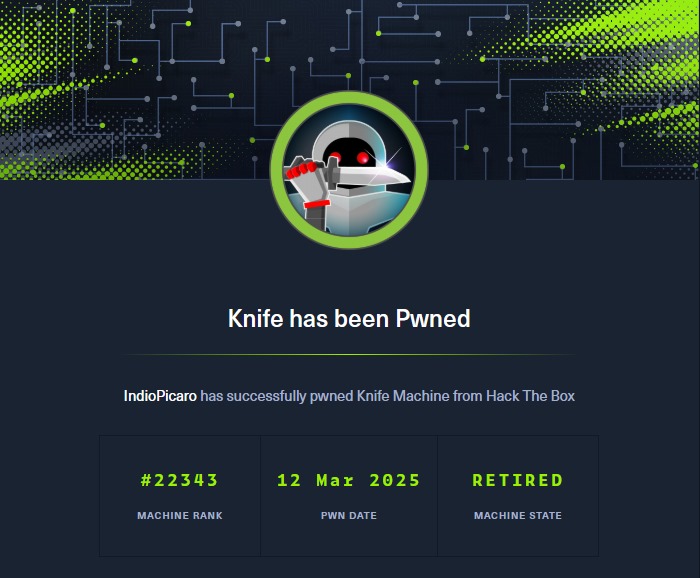 Knife has been Pwned
IndioPicaro has successfully pwned Knife Machine from Hack The Box
#22343
MACHINE RANK
12 Mar 2025
PWN DATE
RETIRED
MACHINE STATE